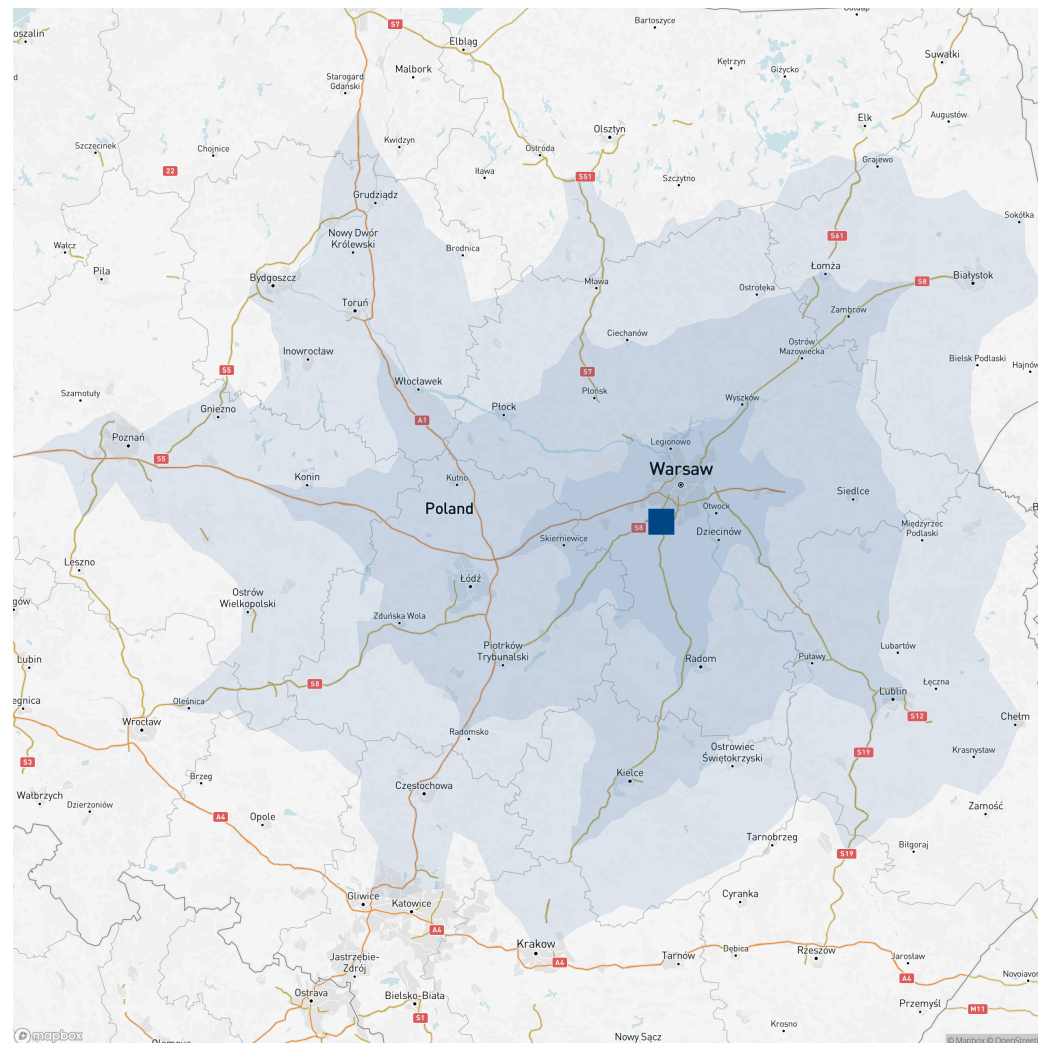 oszalin
S7
Elbląg
Bartoszyce
Suwałki
Malbork
Starogard
Gdański
Kętrzyn
Giżycko
Augustów
Elk
Szczecinek
Chojnice
Kwidzyn
Olsztyn
Ostróda
Iława
S51
Szczytno
Grajewo
22
Grudziądz
Sokółka
Wałcz
Nowy Dwór
Królewski
Brodnica
S61
Piła
Bydgoszcz
Łomża
Białystok
Mława
Ostrołęka
S8
Toruń
Zambrów
Ciechanów
Ostrów
Mazowiecka
Inowrocław
Bielsk Podlaski
Hajnów
S5
S7
Włocławek
Szamotuły
Płońsk
Wyszków
Gniezno
A1
Płock
Poznań
Legionowo
S5
Warsaw
Konin
Kutno
Siedlce
Poland
Otwock
S8
Skierniewice
Dziecinów
Międzyrzec
Podlaski
Leszno
Łódź
Ostrów
Wielkopolski
gów
Zduńska Wola
Piotrków
Trybunalski
Lubartów
Lubin
Radom
Puławy
S8
Łęczna
egnica
Oleśnica
Lublin
S12
Wrocław
Chełm
Radomsko
S19
S3
Ostrowiec
Świętokrzyski
Krasnystaw
Brzeg
Kielce
Wałbrzych
Dzierżoniów
Częstochowa
A4
Opole
Zamość
Tarnobrzeg
Biłgoraj
S19
Gliwice
Katowice
Cyranka
A4
Krakow
Rzeszów
Dębica
Tarnów
A4
Jarosław
Jastrzębie-
Zdrój
A4
Novoiavor
Ostrava
Bielsko-Biała
Przemyśl
M11
S1
Krosno
Nowy Sącz
mapbox
© Mapbox © OpenStreet